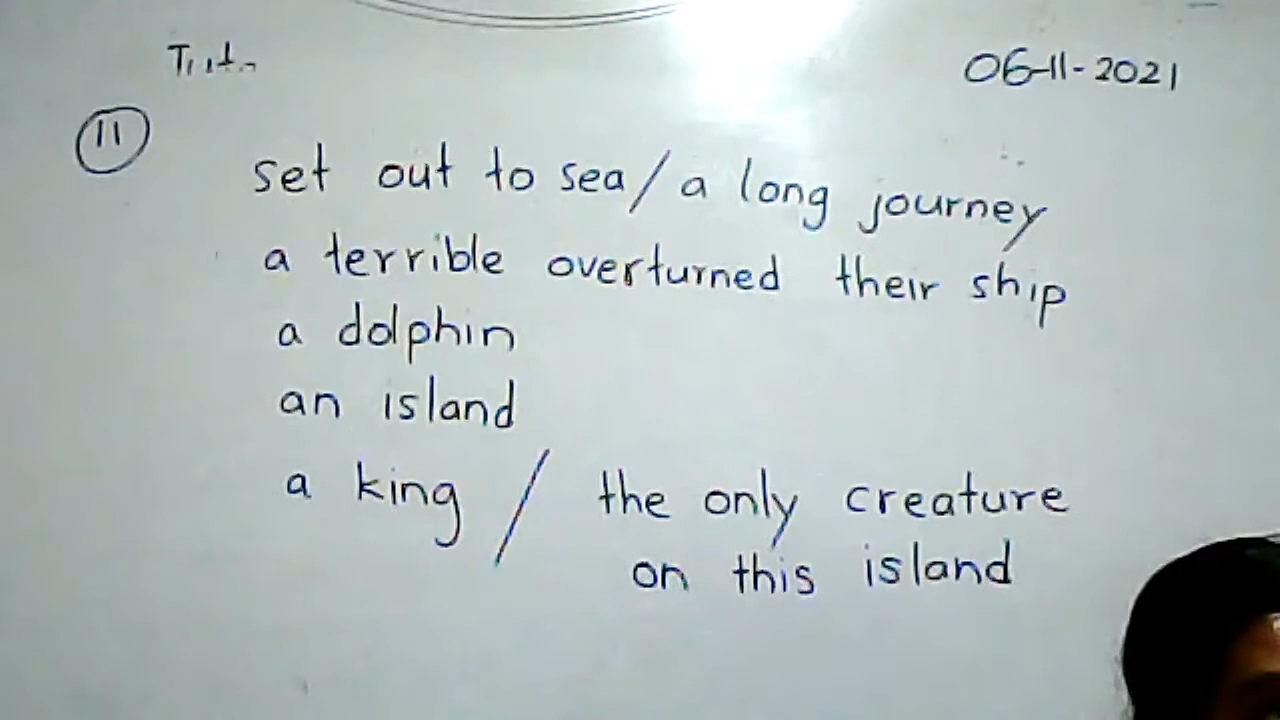 06-11-2021
11
set out to sea / a long journey
a terrible overturned their ship
a dolphin
an island
a king / the only creature
on this island